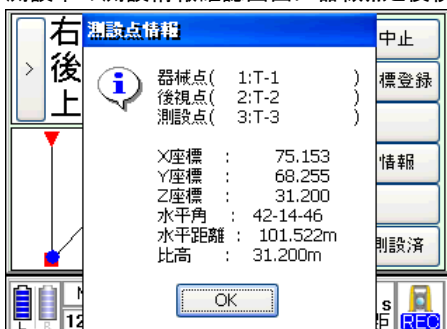 測設点情報
右
後
上
>
器械点( 1:T-1 )
後視点( 2:T-2 )
測設点( 3:T-3 )
X座標 : 75.153
Y座標 : 68.255
Z座標 : 31.200
水平角 : 42-14-46
水平距離 : 101.522m
比高 : 31.200m
OK
中止
標登録
情報
測設済
12
s
距
REC